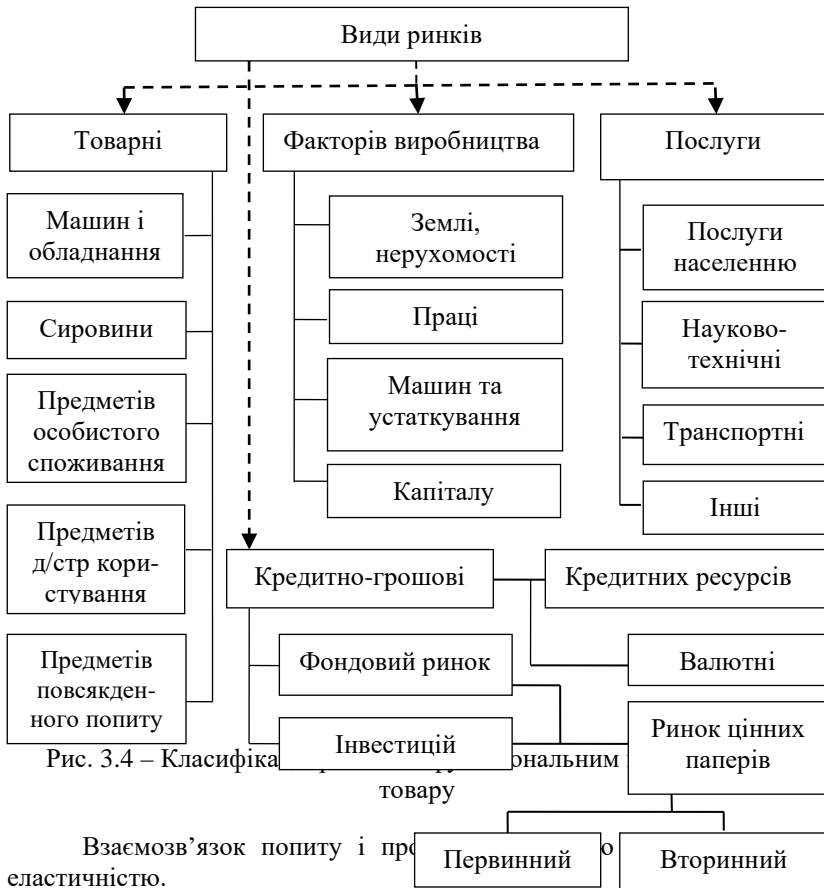 Види ринків
Товарні
Факторів виробництва
Послуги
Машин і
обладнання
Сировини
Предметів
особистого
споживання
Предметів
д/стр кори-
стування
Предметів
повсякден-
ного попиту
Землі,
нерухомості
Праці
Машин та
устаткування
Капіталу
Послуги
населенню
Науково-
технічні
Транспортні
Інші
Кредитно-грошові
Кредитних ресурсів
Фондовий ринок
Валютні
Інвестицій
Ринок цінних
паперів
Первинний
Вторинний
Рис. 3.4 –
товару
Взаємозв’язок попиту і
еластичністю.